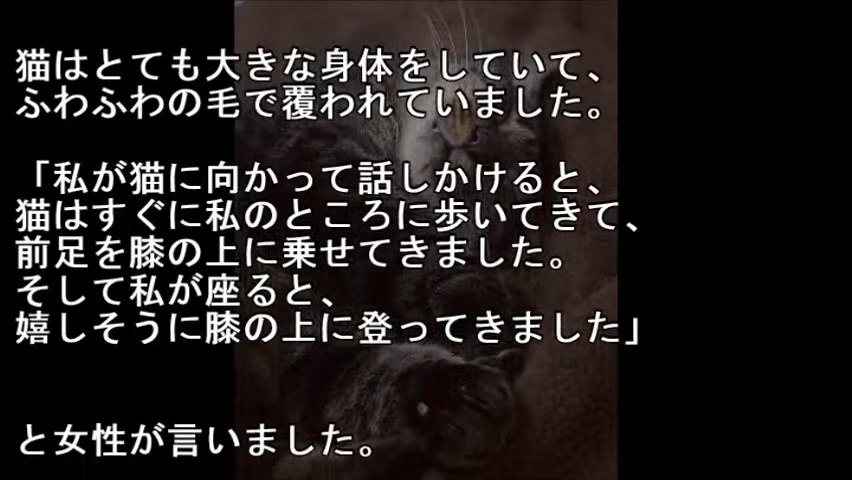 猫はとても大きな身体をしていて、
ふわふわの毛で覆われていました。
「私が猫に向かって話しかけると、
猫はすぐに私のところに歩いてきて、
前足を膝の上に乗せてきました。
そして私が座ると、
嬉しそうに膝の上に登ってきました」
と女性が言いました。